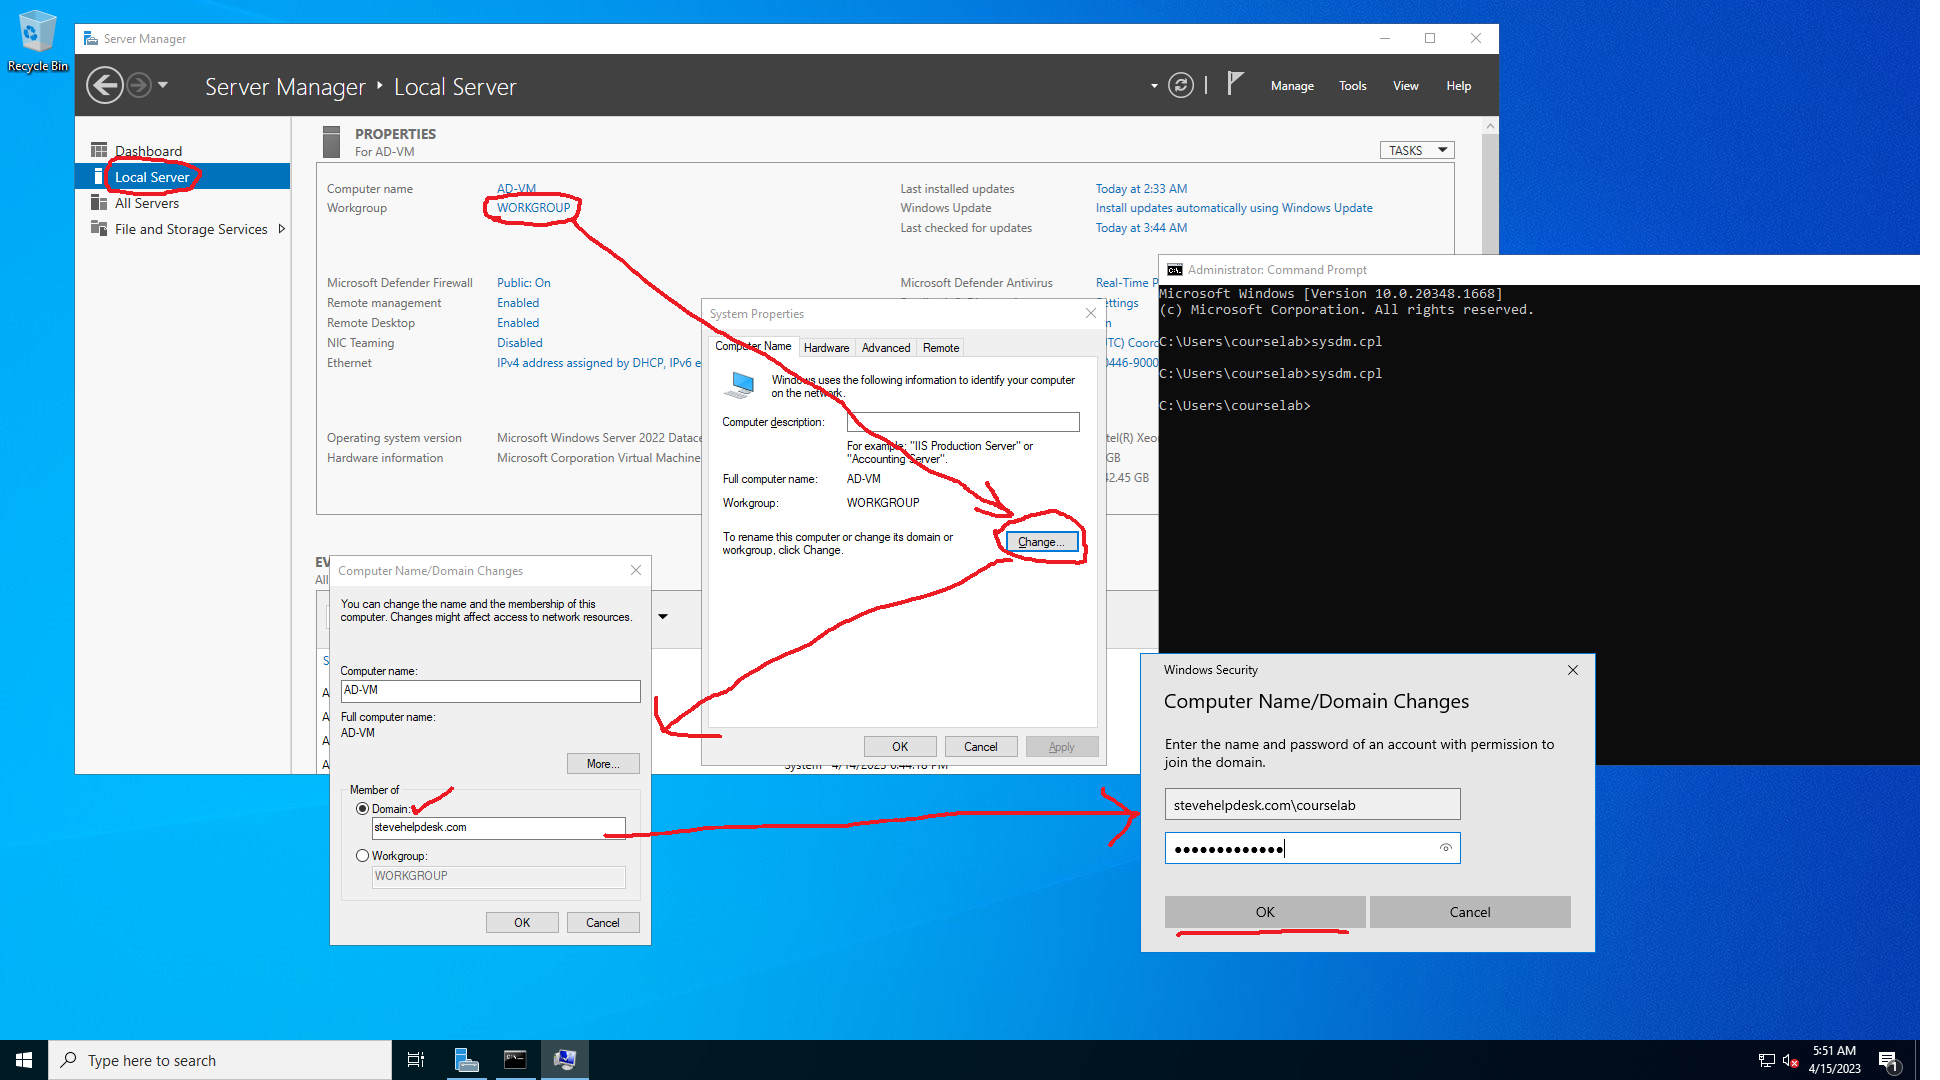 Recycle Bin
Server Manager
Server Manager ‣ Local Server
Manage
Tools
View
Help
Dashboard
Local Server
All Servers
File and Storage Services
PROPERTIES
For AD-VM
TASKS
Computer name
AD-VM
Workgroup
WORKGROUP
Last installed updates
Today at 2:33 AM
Windows Update
Install updates automatically using Windows Update
Last checked for updates
Today at 3:44 AM
Microsoft Defender Firewall
Public: On
Remote management
Enabled
Remote Desktop
Enabled
NIC Teaming
Disabled
Ethernet
IPv4 address assigned by DHCP, IPv6 e
Microsoft Defender Antivirus
Real-Time P
ettings
n
TC) Coord
0446-9000
Operating system version
Microsoft Windows Server 2022 Datace
Hardware information
Microsoft Corporation Virtual Machine
tel(R) Xeo
GB
42.45 GB
EV
All
System
System Properties
Computer Name
Hardware
Advanced
Remote
Windows uses the following information to identify your computer
on the network.
Computer description:
For example: "IIS Production Server" or
"Accounting Server".
Full computer name:
AD-VM
Workgroup:
WORKGROUP
To rename this computer or change its domain or
workgroup, click Change.
Change...
OK
Cancel
Apply
Administrator: Command Prompt
Microsoft Windows [Version 10.0.20348.1668]
(c) Microsoft Corporation. All rights reserved.
C:\Users\courselab>sysdm.cpl
C:\Users\courselab>sysdm.cpl
C:\Users\courselab>
Computer Name/Domain Changes
You can change the name and the membership of this
computer. Changes might affect access to network resources.
Computer name:
AD-VM
Full computer name:
AD-VM
More...
Member of
Domain:
stevehelpdesk.com
Workgroup:
WORKGROUP
OK
Cancel
Windows Security
Computer Name/Domain Changes
Enter the name and password of an account with permission to
join the domain.
stevehelpdesk.com\courselab
OK
Cancel
Type here to search
5:51 AM
4/15/2023
1